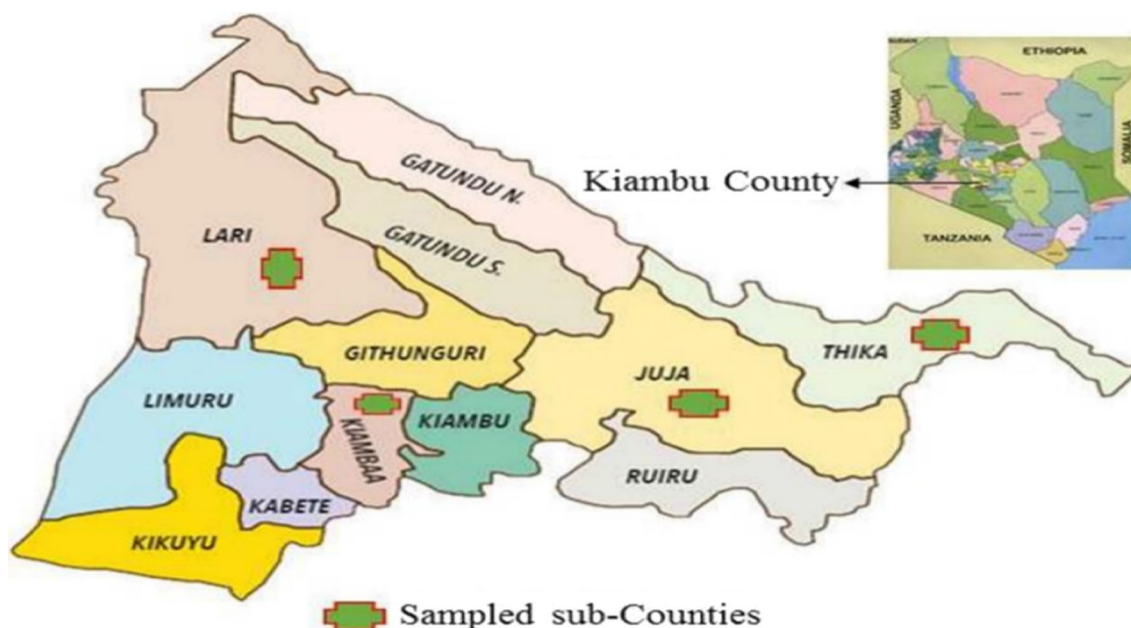 SUDAN
ETHIOPIA
UGANDA
SOMALIA
TANZANIA
Kiambu County
GATUNDU N.
GATUNDU S.
LARI
GITHUNGURI
THIKA
JUJA
LIMURU
KIAMBAA
KIAMBU
RUIRU
KABETE
KIKUYU
Sampled sub-Counties